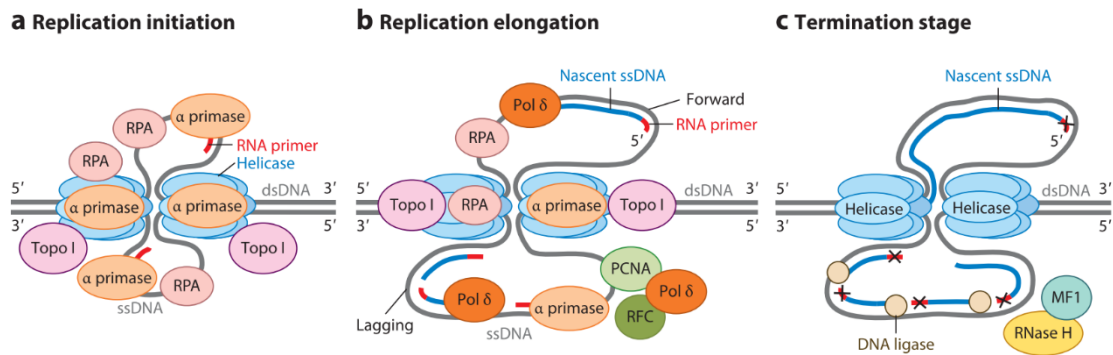 a Replication initiation
α primase
RPA
RPA
RNA primer
Helicase
5′
3′
dsDNA
α primase
α primase
3′
5′
Topo I
Topo I
α primase
RPA
ssDNA
b Replication elongation
Nascent ssDNA
Pol δ
Forward
RPA
RNA primer
5′
5′
3′
dsDNA
Topo I
RPA
α primase
Topo I
3′
5′
PCNA
Pol δ
Pol δ
α primase
RFC
Lagging
ssDNA
c Termination stage
Nascent ssDNA
5′
5′
3′
dsDNA
Helicase
Helicase
3′
5′
MF1
RNase H
DNA ligase